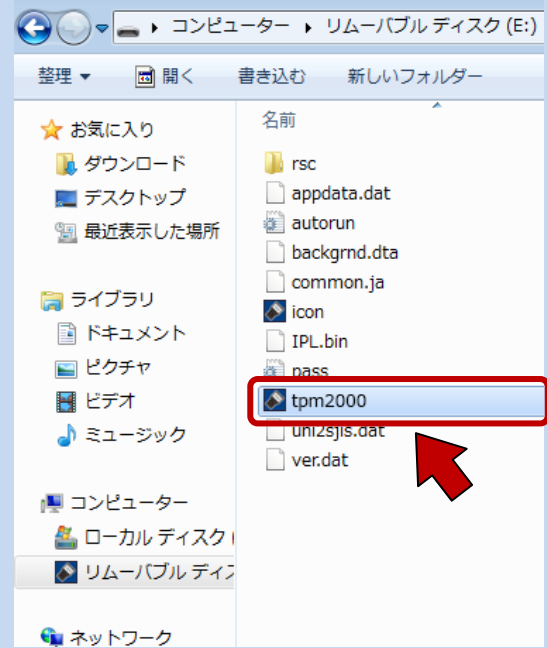 コンピューター ▸ リムーバブル ディスク (E:)
整理 ▼ 開く 書き込む 新しいフォルダー
名前
お気に入り
ダウンロード
デスクトップ
最近表示した場所
ライブラリ
ドキュメント
ピクチャ
ビデオ
ミュージック
コンピューター
ローカル ディスク (
リムーバブル ディス
ネットワーク
rsc
appdata.dat
autorun
backgrnd.dta
common.ja
icon
IPL.bin
pass
tpm2000
uni2sjis.dat
ver.dat